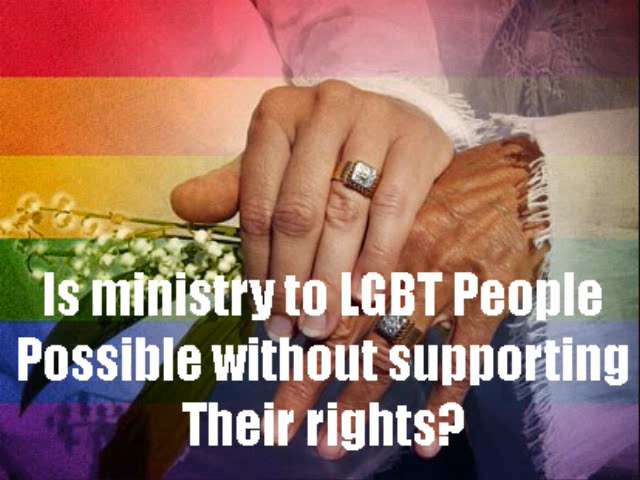 Is ministry to LGBT People
Possible without supporting
Their rights?